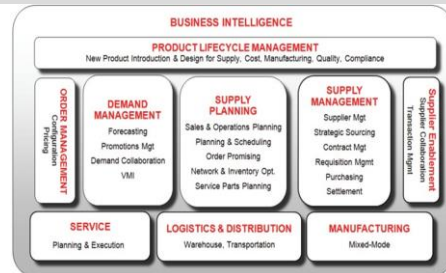 BUSINESS INTELLIGENCE
PRODUCT LIFECYCLE MANAGEMENT
New Product Introduction & Design for Supply, Cost, Manufacturing, Quality, Compliance
ORDER MANAGEMENT
Configuration
Pricing
DEMAND
MANAGEMENT
Forecasting
Promotions Mgt
Demand Collaboration
VMI
SUPPLY
PLANNING
Sales & Operations Planning
Planning & Scheduling
Order Promising
Network & Inventory Opt.
Service Parts Planning
SUPPLY
MANAGEMENT
Supplier Mgt
Strategic Sourcing
Contract Mgt
Requisition Mgmt
Purchasing
Settlement
Supplier Enablement
Supplier Collaboration
Transaction Mgmt
SERVICE
Planning & Execution
LOGISTICS & DISTRIBUTION
Warehouse, Transportation
MANUFACTURING
Mixed-Mode